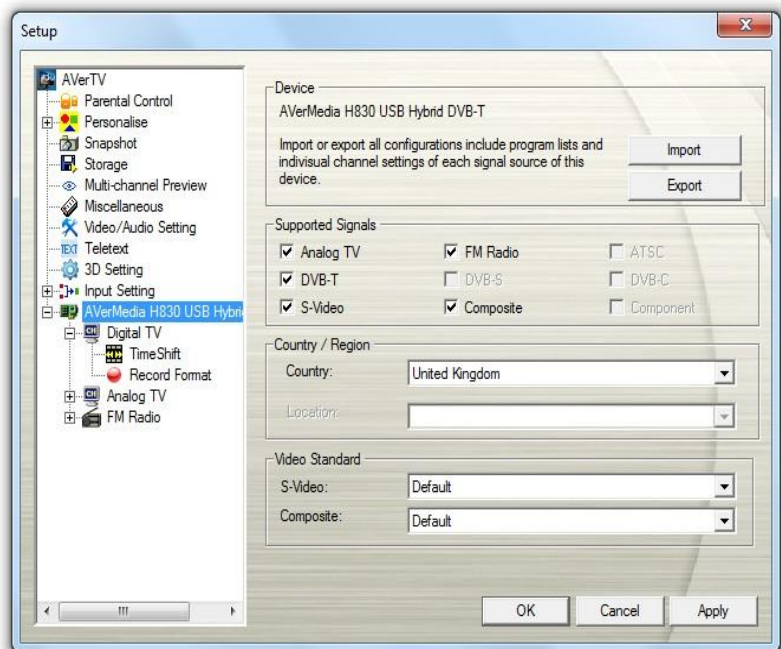 Setup
AVerTV
Parental Control
Personalise
Snapshot
Storage
Multi-channel Preview
Miscellaneous
Video/Audio Setting
TEXT Teletext
3D Setting
Input Setting
AVerMedia H830 USB Hybri
CH Digital TV
TimeShift
Record Format
CH Analog TV
FM Radio
Device
AVerMedia H830 USB Hybrid DVB-T
Import or export all configurations include program lists and
indivisual channel settings of each signal source of this
device.
Import
Export
Supported Signals
Analog TV FM Radio ATSC
DVB-T DVB-S DVB-C
S-Video Composite Component
Country / Region
Country: United Kingdom
Location:
Video Standard
S-Video: Default
Composite: Default
OK Cancel Apply